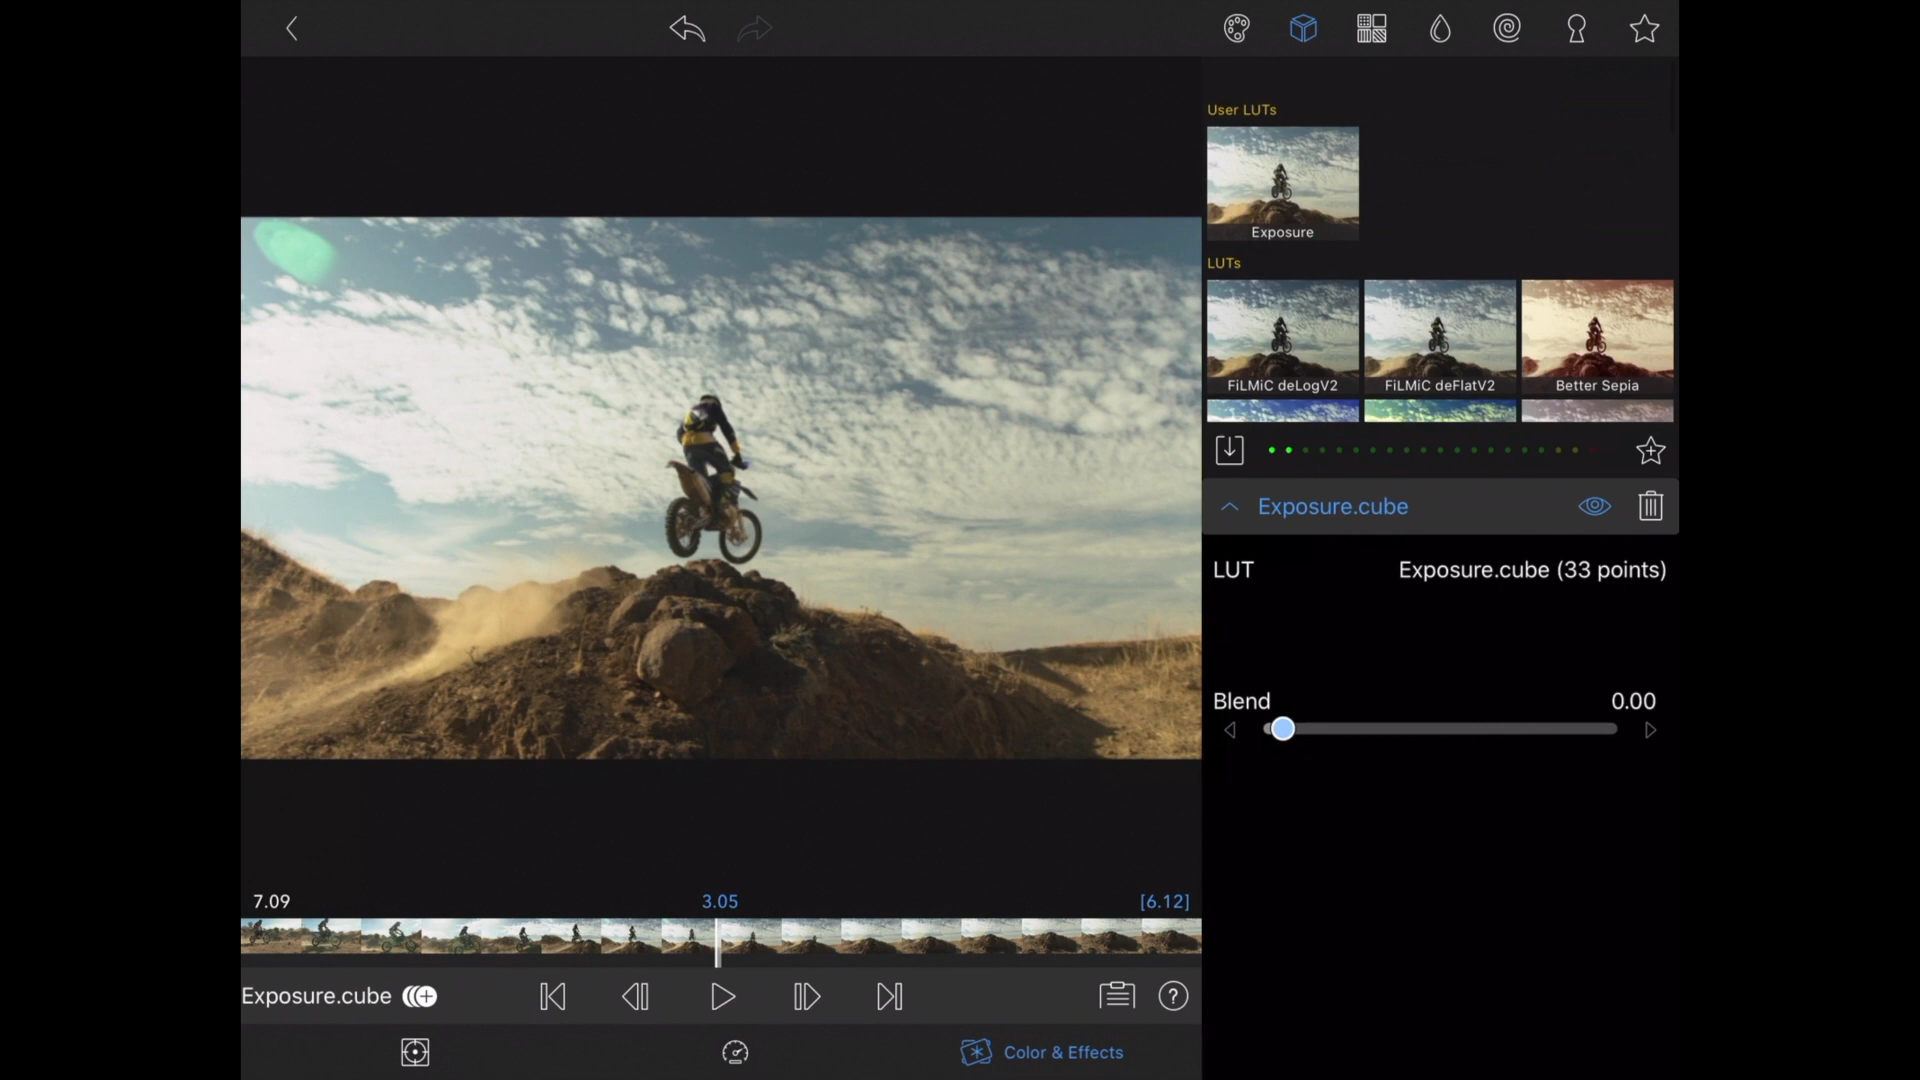 User LUTs
Exposure
LUTs
FiLMiC deLogV2
FiLMiC deFlatV2
Better Sepia
Exposure.cube
LUT
Exposure.cube (33 points)
Blend
0.00
7.09
3.05
[6.12]
Exposure.cube
?
Color & Effects